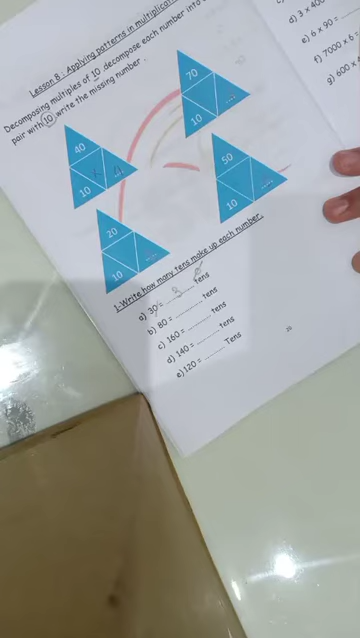 Lesson 8 : Applying patterns in multiplication
Decomposing multiples of 10 decompose each number into
pair with 10 write the missing number .
70
10 ...
40
10 x 4
50
10 ...
20
10 ...
1-Write how many tens make up each number.
a) 30 = ...3... tens
b) 80 = ......... tens
c) 160 = ......... tens
d) 140 = ......... tens
e) 120 = ......... Tens
d) 3 x 400
e) 6 x 90 =
f) 7000 x 6 =
g) 600 x